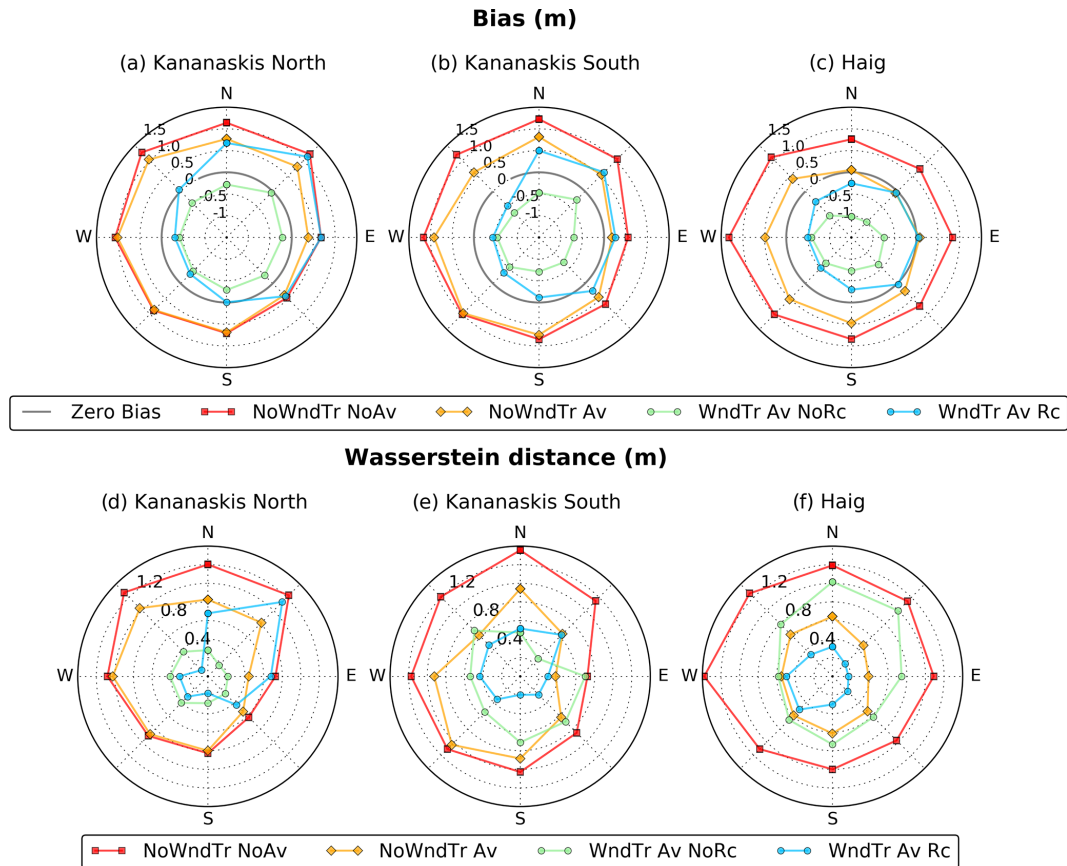 Bias (m)
(a) Kananaskis North
(b) Kananaskis South
(c) Haig
N
N
N
1.5
1.0
0.5
0
-0.5
-1
1.5
1.0
0.5
0
-0.5
-1
1.5
1.0
0.5
0
-0.5
-1
W
E
W
E
W
E
S
S
S
Zero Bias
NoWndTr NoAv
NoWndTr Av
WndTr Av NoRc
WndTr Av Rc
Wasserstein distance (m)
(d) Kananaskis North
(e) Kananaskis South
(f) Haig
N
N
N
1.2
0.8
0.4
1.2
0.8
0.4
1.2
0.8
0.4
W
E
W
E
W
E
S
S
S
NoWndTr NoAv
NoWndTr Av
WndTr Av NoRc
WndTr Av Rc